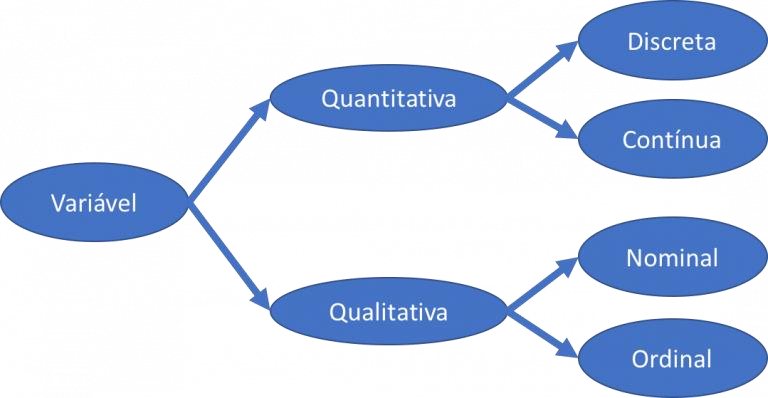 Variável
Quantitativa
Discreta
Contínua
Qualitativa
Nominal
Ordinal